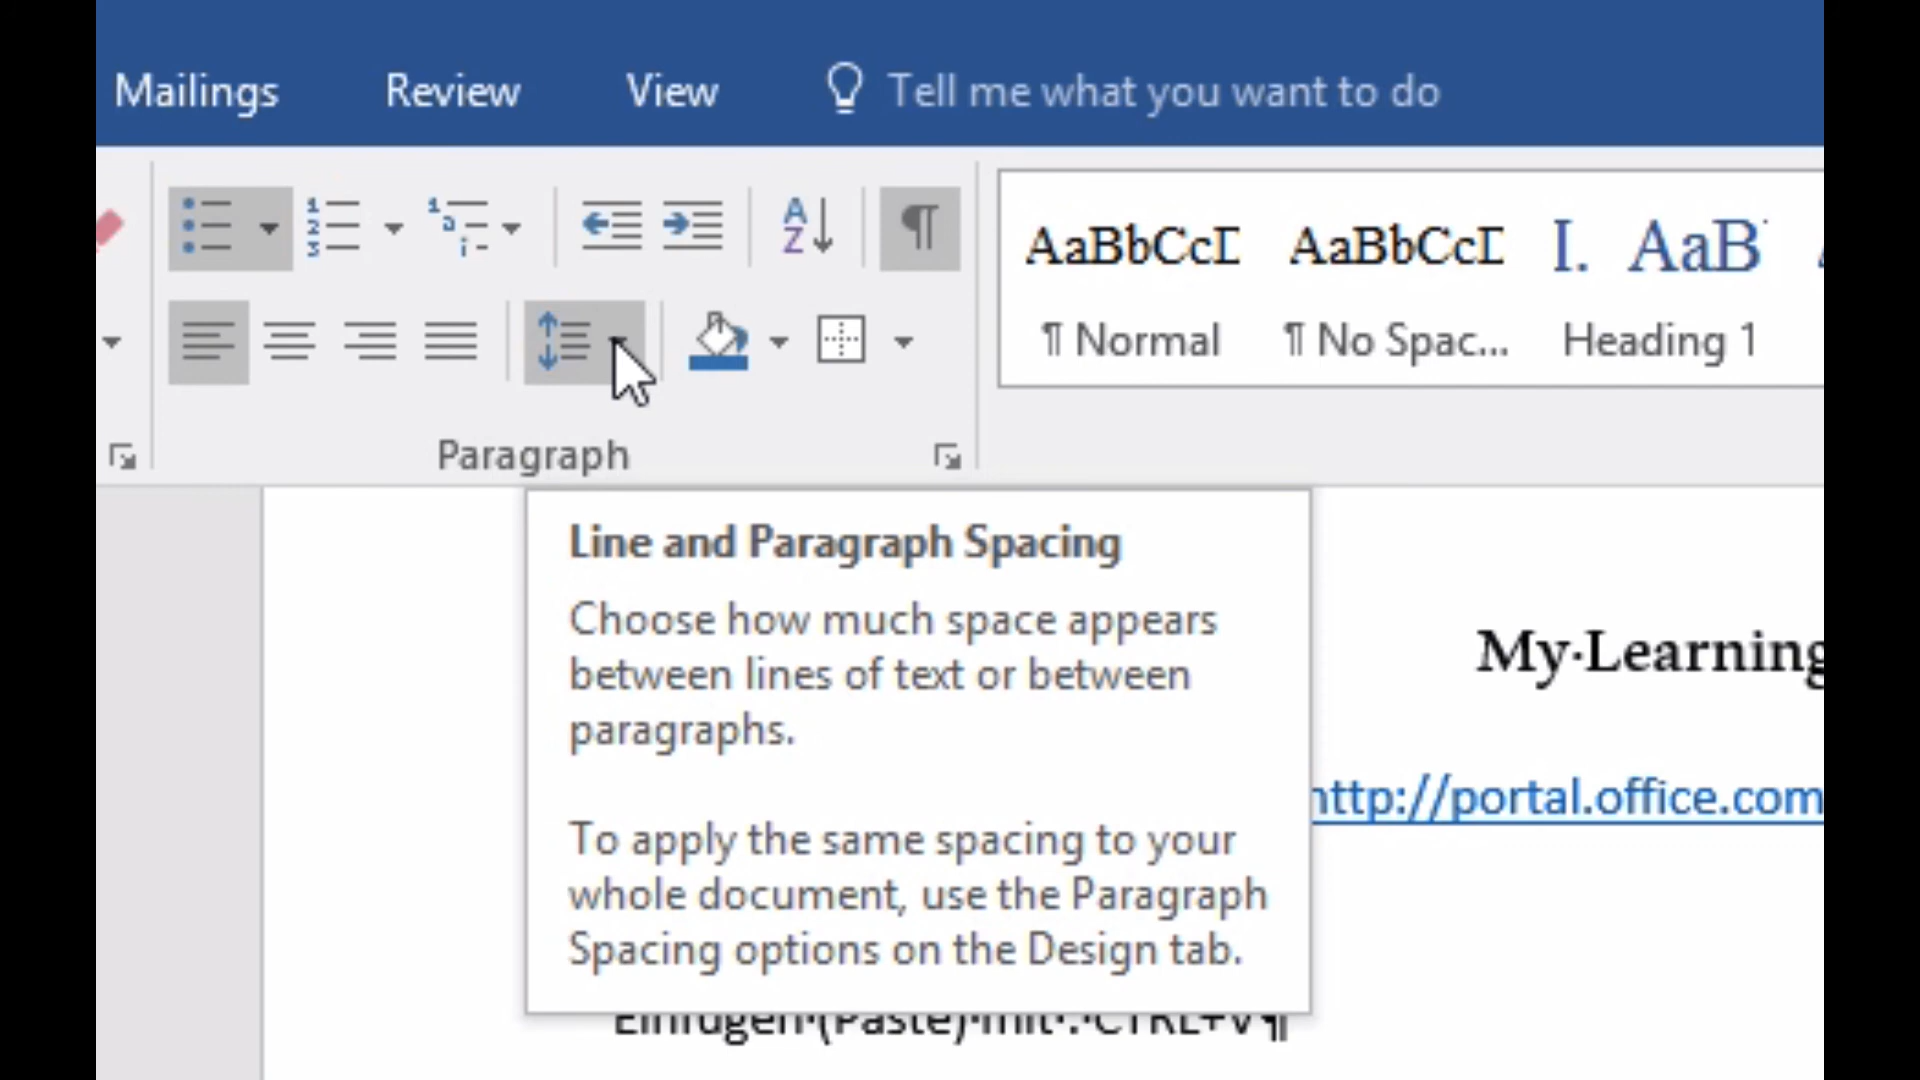 Mailings Review View Tell me what you want to do
AaBbCcD AaBbCcD I. AaB
¶ Normal ¶ No Spac... Heading 1
Paragraph
Line and Paragraph Spacing
Choose how much space appears
between lines of text or between
paragraphs.
My·Learning
http://portal.office.com
To apply the same spacing to your
whole document, use the Paragraph
Spacing options on the Design tab.
Einfügen·(Paste)·mit·:·CTRL+V¶